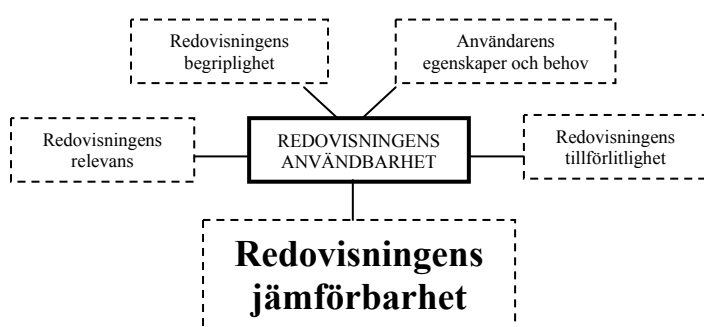 Redovisningens
begriplighet
Användarens
egenskaper och behov
Redovisningens
relevans
REDOVISNINGENS
ANVÄNDBARHET
Redovisningens
tillförlitlighet
Redovisningens
jämförbarhet